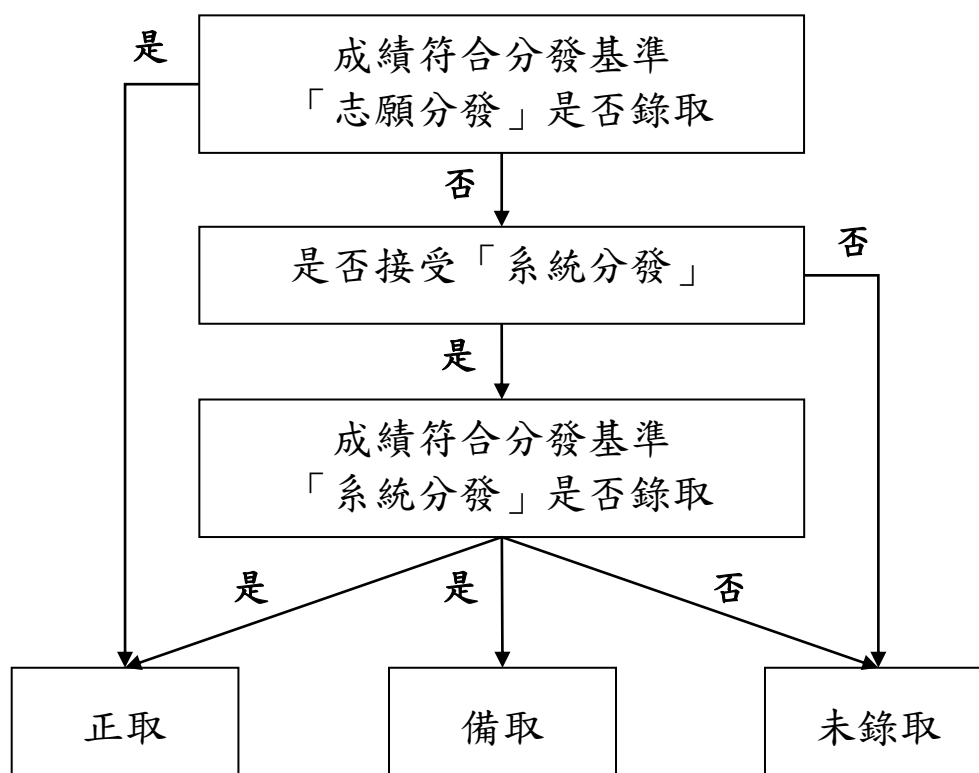 是
成績符合分發基準
「志願分發」是否錄取
否
是否接受「系統分發」
否
是
成績符合分發基準
「系統分發」是否錄取
是
是
否
正取
備取
未錄取